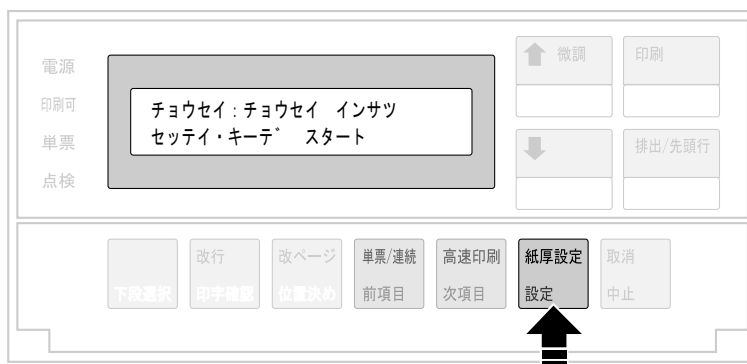 電源
印刷可
単票
点検
チョウセイ:チョウセイ インサツ
セッテイ・キーデ゛ スタート
微調
印刷
排出/先頭行
改行
改ページ
単票/連続
高速印刷
紙厚設定
取消
下段選択
印字確認
位置決め
前項目
次項目
設定
中止